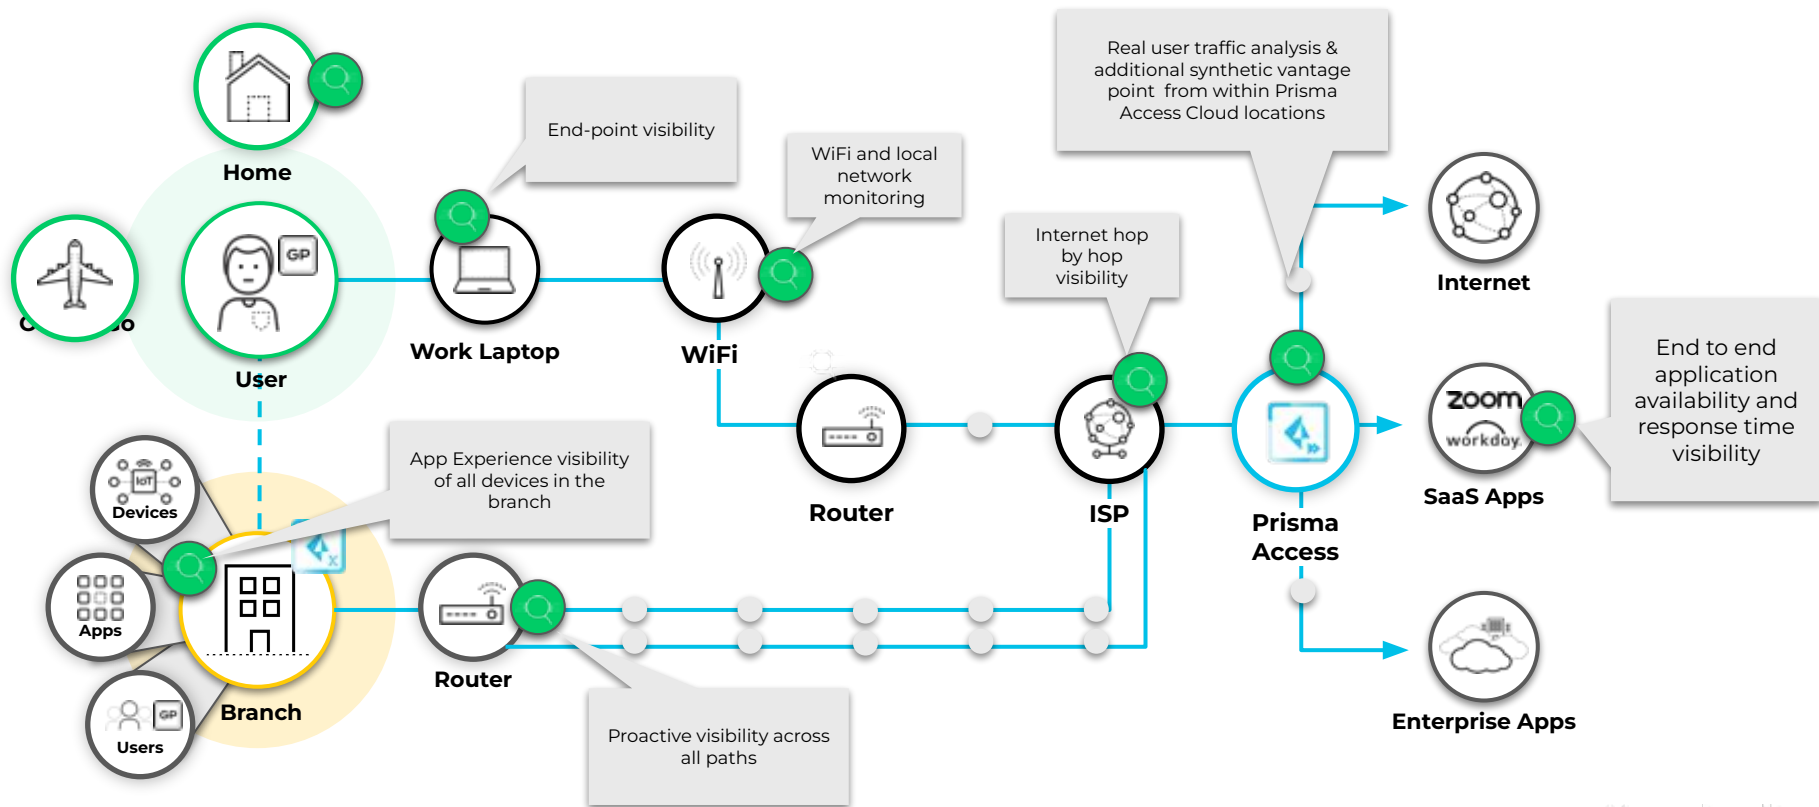 Real user traffic analysis &
additional synthetic vantage
point from within Prisma
Access Cloud locations
End-point visibility
WiFi and local
network
monitoring
Home
GP
User
Work Laptop
WiFi
Internet hop
by hop
visibility
Internet
End to end
application
availability and
response time
visibility
zoom
workday.
SaaS Apps
Router
ISP
Prisma
Access
App Experience visibility
of all devices in the
branch
IoT
Devices
Apps
GP
Users
X
Branch
Router
Proactive visibility across
all paths
Enterprise Apps